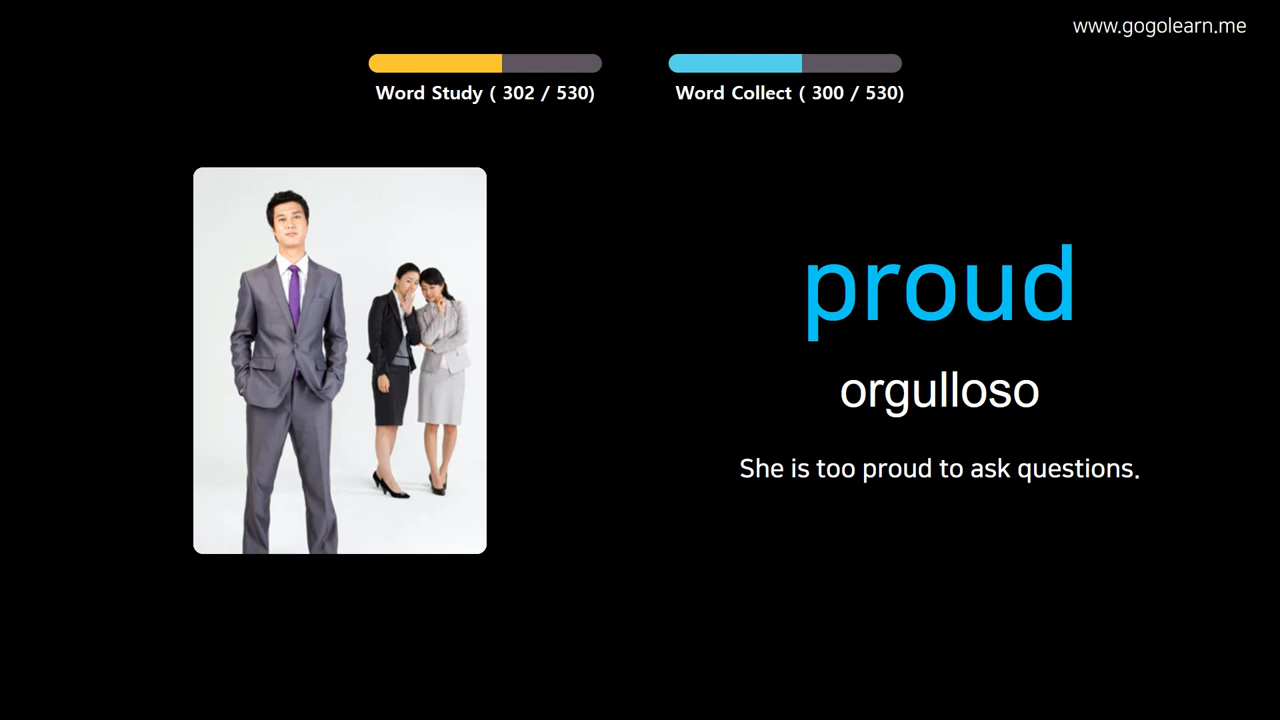 www.gogolearn.me
Word Study ( 302 / 530)
Word Collect ( 300 / 530)
proud
orgulloso
She is too proud to ask questions.